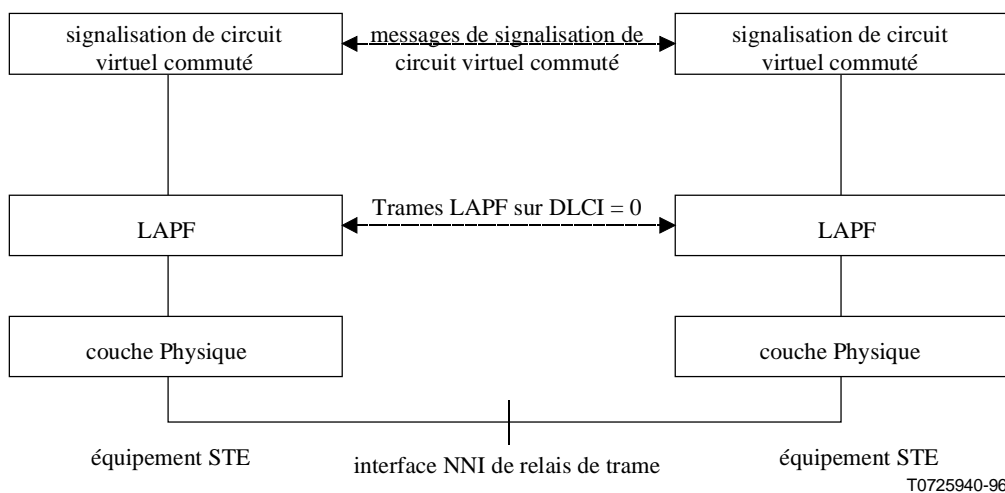 signalisation de circuit
virtuel commuté
messages de signalisation de
circuit virtuel commuté
signalisation de circuit
virtuel commuté
LAPF
Trames LAPF sur DLCI = 0
LAPF
couche Physique
couche Physique
équipement STE
interface NNI de relais de trame
équipement STE
T0725940-96